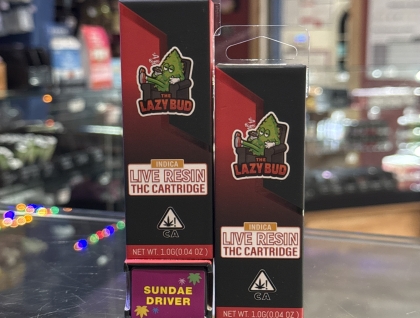 THE
LAZY BUD
INDICA
LIVE RESIN
THC CARTRIDGE
CA
NET WT. 1.0G(0.04 OZ )
SUNDAE
DRIVER
THE
LAZY BUD
INDICA
LIVE RESIN
THC CARTRIDGE
CA
NET WT. 1.0G(0.04 OZ )